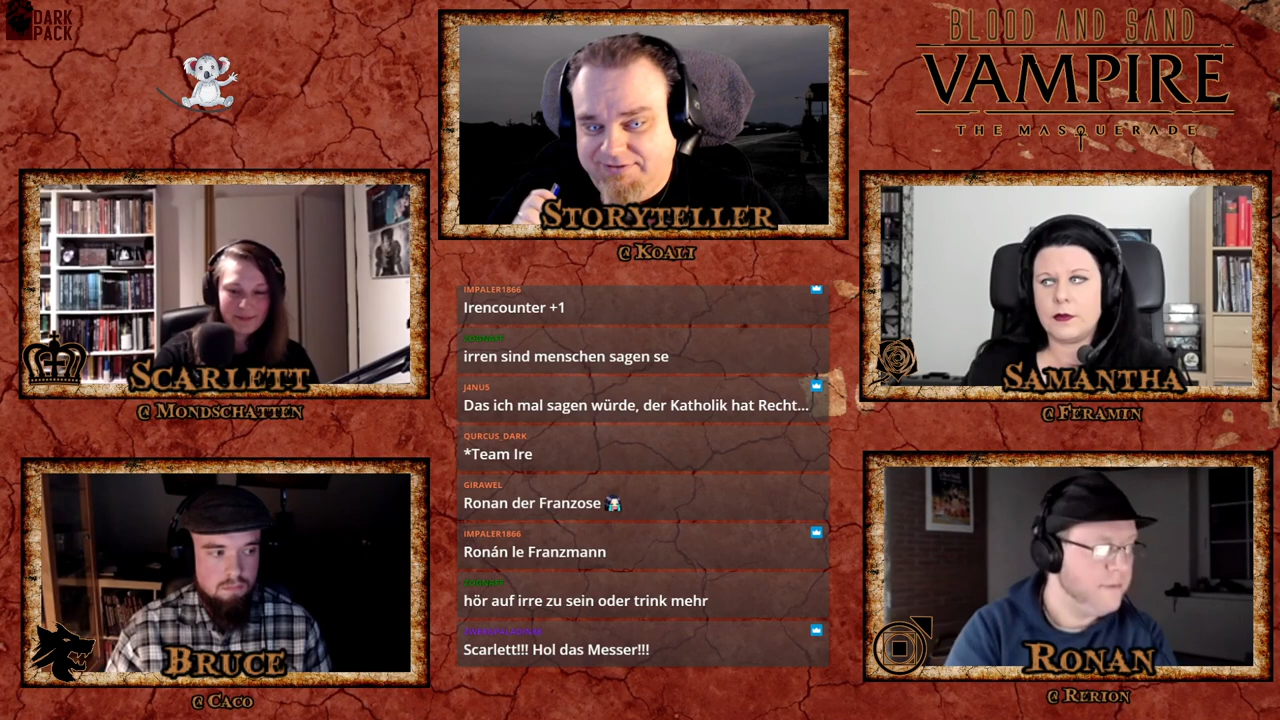 DARK
PACK
BLOOD AND SAND
VAMPIRE
THE MASQUERADE
STORYTELLER
@ KOALI
SCARLETT
@ MONDSCHATTEN
SAMANTHA
@ FERAMIN
IMPALER1866
Irencounter +1
irren sind menschen sagen se
J4NU5
Das ich mal sagen würde, der Katholik hat Recht...
QURCUS_DARK
*Team Ire
GIRAWEL
Ronan der Franzose
IMPALER1866
Ronán le Franzmann
hör auf irre zu sein oder trink mehr
Scarlett!!! Hol das Messer!!!
BRUCE
@ CACO
RONAN
@ RERION